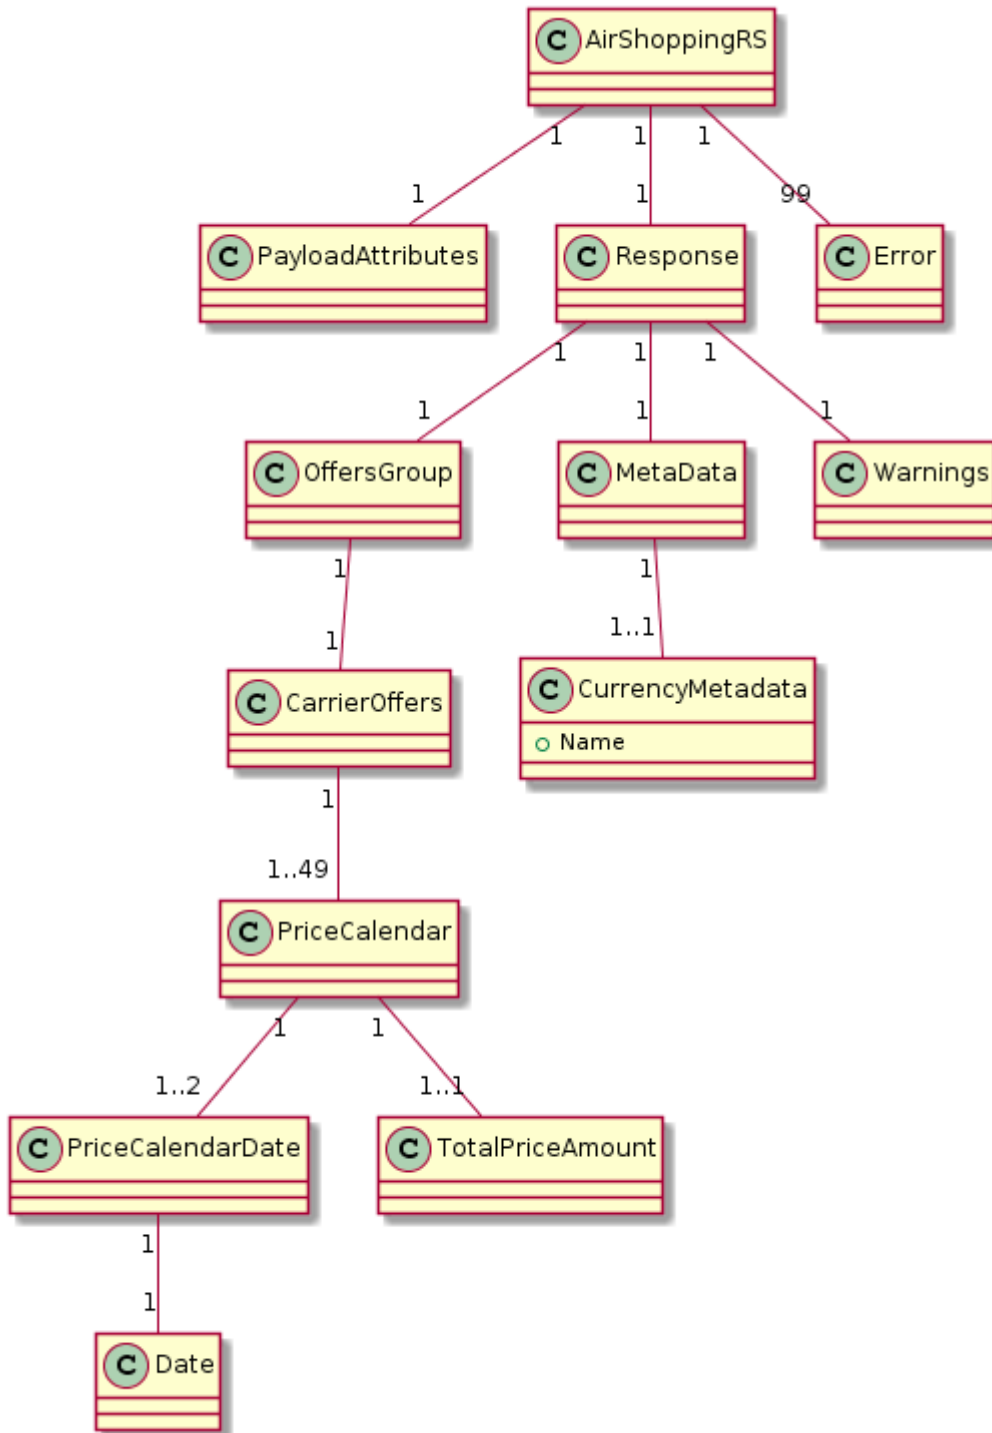 C AirShoppingRS
1 1 1
1 1 99
C PayloadAttributes
C Response
C Error
1 1 1
1 1 1
C OffersGroup
C MetaData
C Warnings
1
1
1
1..1
C CarrierOffers
C CurrencyMetadata
Name
1
1..49
C PriceCalendar
1 1
1..2 1..1
C PriceCalendarDate
C TotalPriceAmount
1
1
C Date